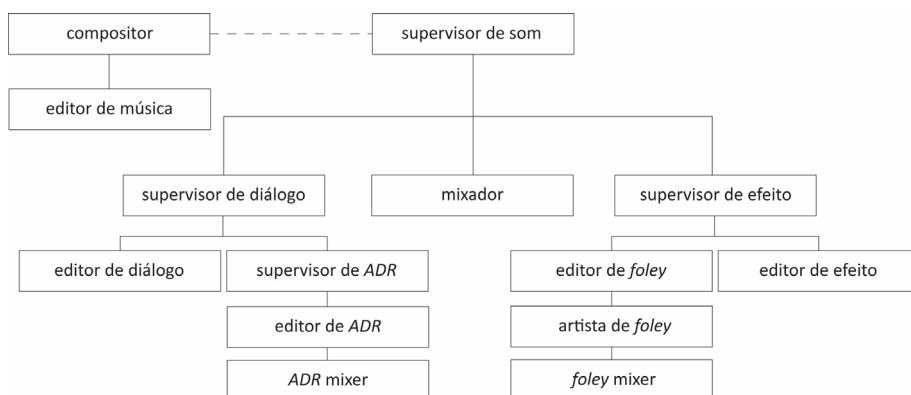 compositor
supervisor de som
editor de música
supervisor de diálogo
mixador
supervisor de efeito
editor de diálogo
supervisor de ADR
editor de foley
editor de efeito
editor de ADR
artista de foley
ADR mixer
foley mixer